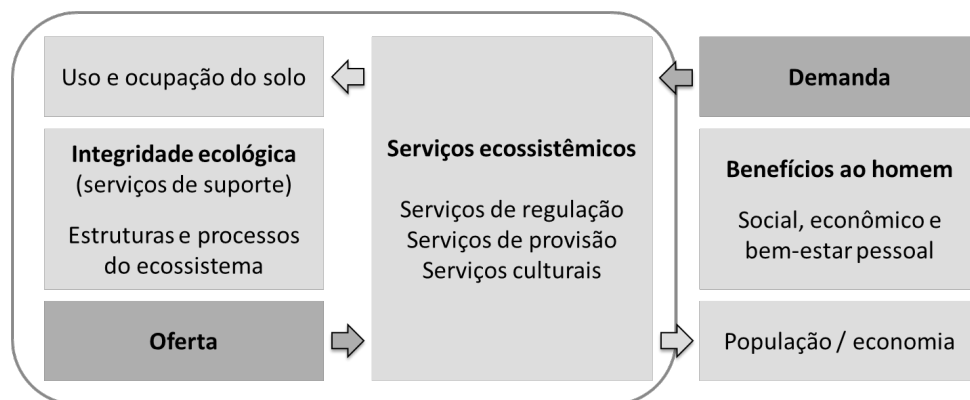 Uso e ocupação do solo
Integridade ecológica
(serviços de suporte)
Estruturas e processos
do ecossistema
Oferta
Serviços ecossistêmicos
Serviços de regulação
Serviços de provisão
Serviços culturais
Demanda
Benefícios ao homem
Social, econômico e
bem-estar pessoal
População / economia